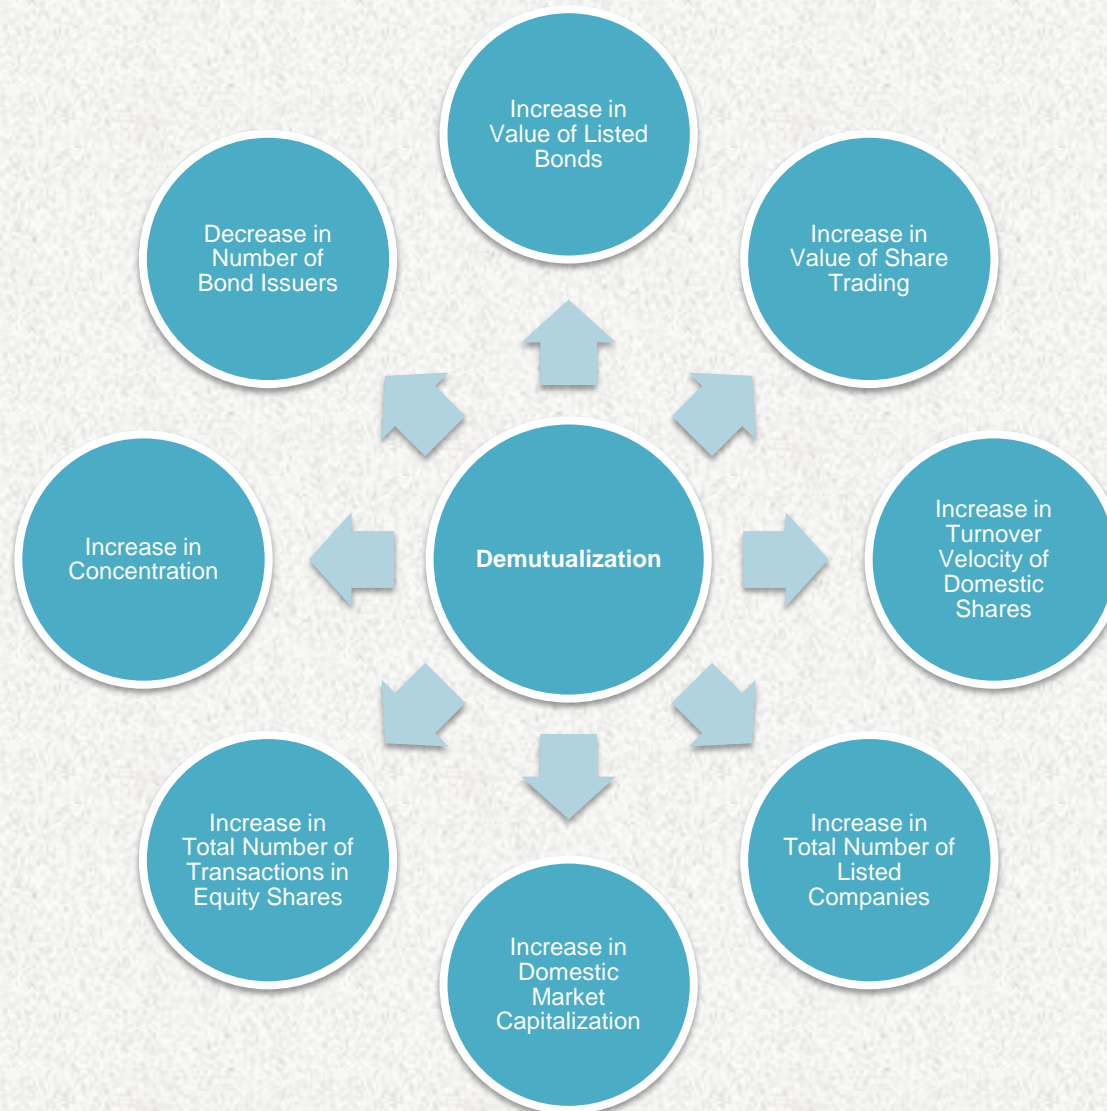 Increase in
Value of Listed
Bonds
Increase in
Value of Share
Trading
Increase in
Turnover
Velocity of
Domestic
Shares
Increase in
Total Number of
Listed
Companies
Increase in
Domestic
Market
Capitalization
Increase in
Total Number of
Transactions in
Equity Shares
Increase in
Concentration
Decrease in
Number of
Bond Issuers
Demutualization